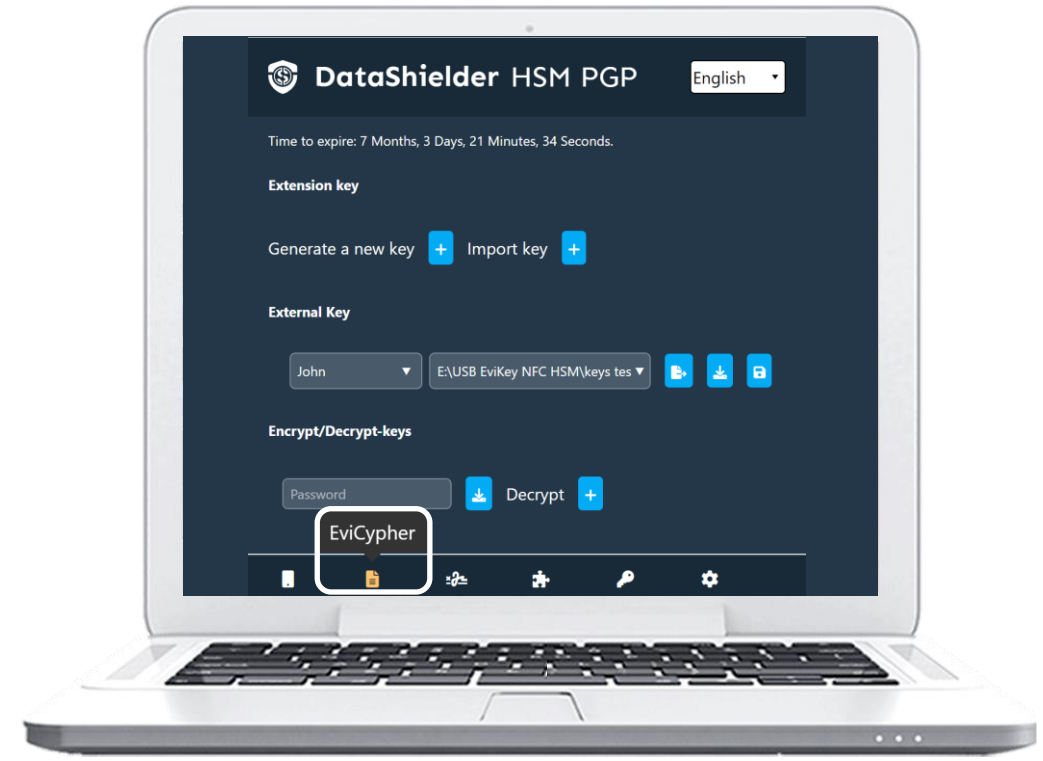 DataShielder HSM PGP
English
Time to expire: 7 Months, 3 Days, 21 Minutes, 34 Seconds.
Extension key
Generate a new key + Import key +
External Key
John E:\USB EviKey NFC HSM\keys tes
Encrypt/Decrypt-keys
Password Decrypt +
EviCypher